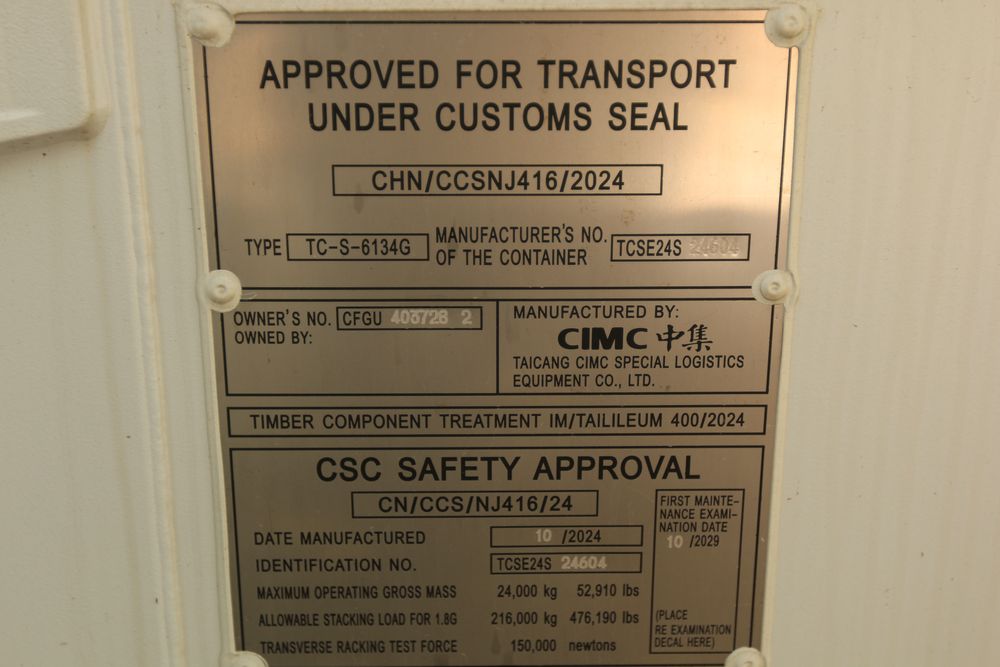 APPROVED FOR TRANSPORT
UNDER CUSTOMS SEAL
CHN/CCSNJ416/2024
TYPE TC-S-6134G MANUFACTURER'S NO.
OF THE CONTAINER TCSE24S 24604
OWNER'S NO. CFGU 403728 2
OWNED BY:
MANUFACTURED BY:
CIMC 中集
TAICANG CIMC SPECIAL LOGISTICS
EQUIPMENT CO., LTD.
TIMBER COMPONENT TREATMENT IM/TAILILEUM 400/2024
CSC SAFETY APPROVAL
CN/CCS/NJ416/24
DATE MANUFACTURED 10 /2024
IDENTIFICATION NO. TCSE24S 24604
MAXIMUM OPERATING GROSS MASS 24,000 kg 52,910 lbs
ALLOWABLE STACKING LOAD FOR 1.8G 216,000 kg 476,190 lbs
TRANSVERSE RACKING TEST FORCE 150,000 newtons
FIRST MAINTE-
NANCE EXAMI-
NATION DATE
10 /2029
(PLACE
RE EXAMINATION
DECAL HERE)